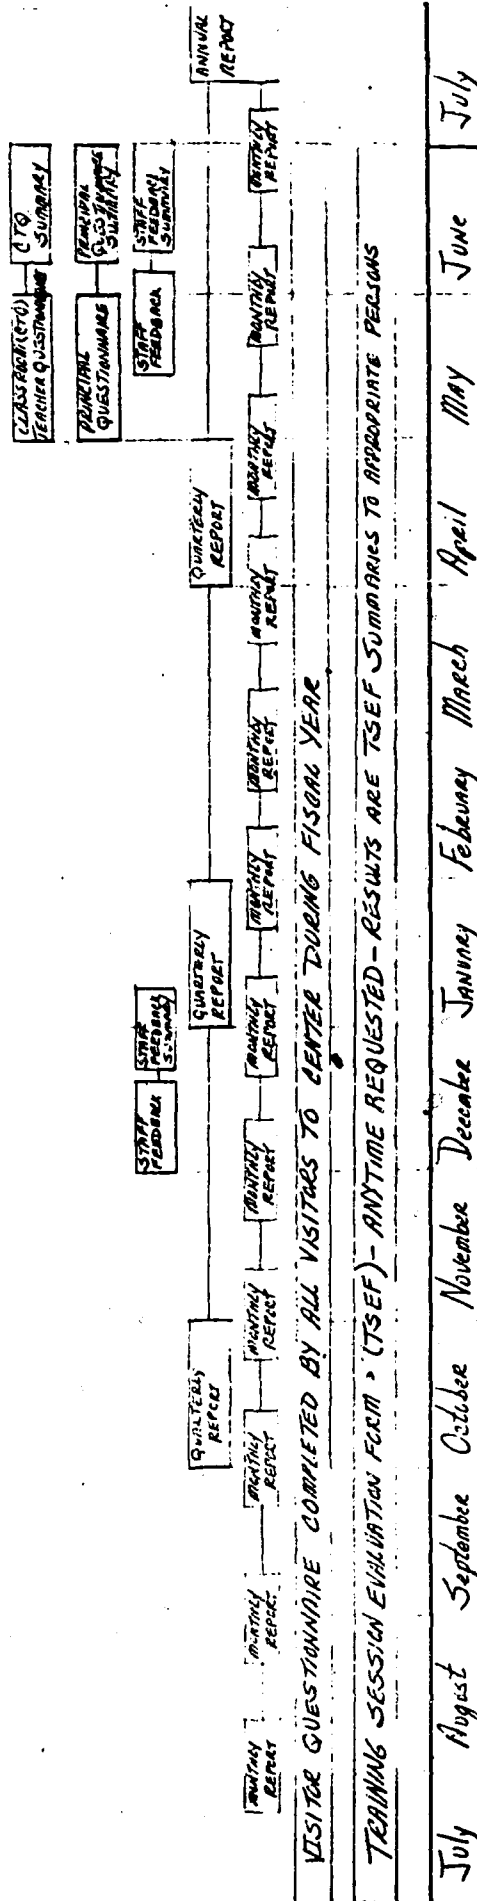 CLASSROOM (CTQ)
TEACHER QUESTIONNAIRE
CTQ
SUMMARY
PRINCIPAL
QUESTIONNAIRE
PRINCIPAL
QUESTIONNAIRE
SUMMARY
STAFF
FEEDBACK
STAFF
FEEDBACK
SUMMARY
STAFF
FEEDBACK
STAFF
FEEDBACK
SUMMARY
QUARTERLY
REPORT
QUARTERLY
REPORT
QUARTERLY
REPORT
ANNUAL
REPORT
MONTHLY
REPORT
MONTHLY
REPORT
MONTHLY
REPORT
MONTHLY
REPORT
MONTHLY
REPORT
MONTHLY
REPORT
MONTHLY
REPORT
MONTHLY
REPORT
MONTHLY
REPORT
MONTHLY
REPORT
MONTHLY
REPORT
MONTHLY
REPORT
VISITOR QUESTIONNAIRE COMPLETED BY ALL VISITORS TO CENTER DURING FISCAL YEAR
TRAINING SESSION EVALUATION FORM - (TSEF) - ANYTIME REQUESTED - RESULTS ARE TSEF SUMMARIES TO APPROPRIATE PERSONS
July August September October November December January February March April May June July